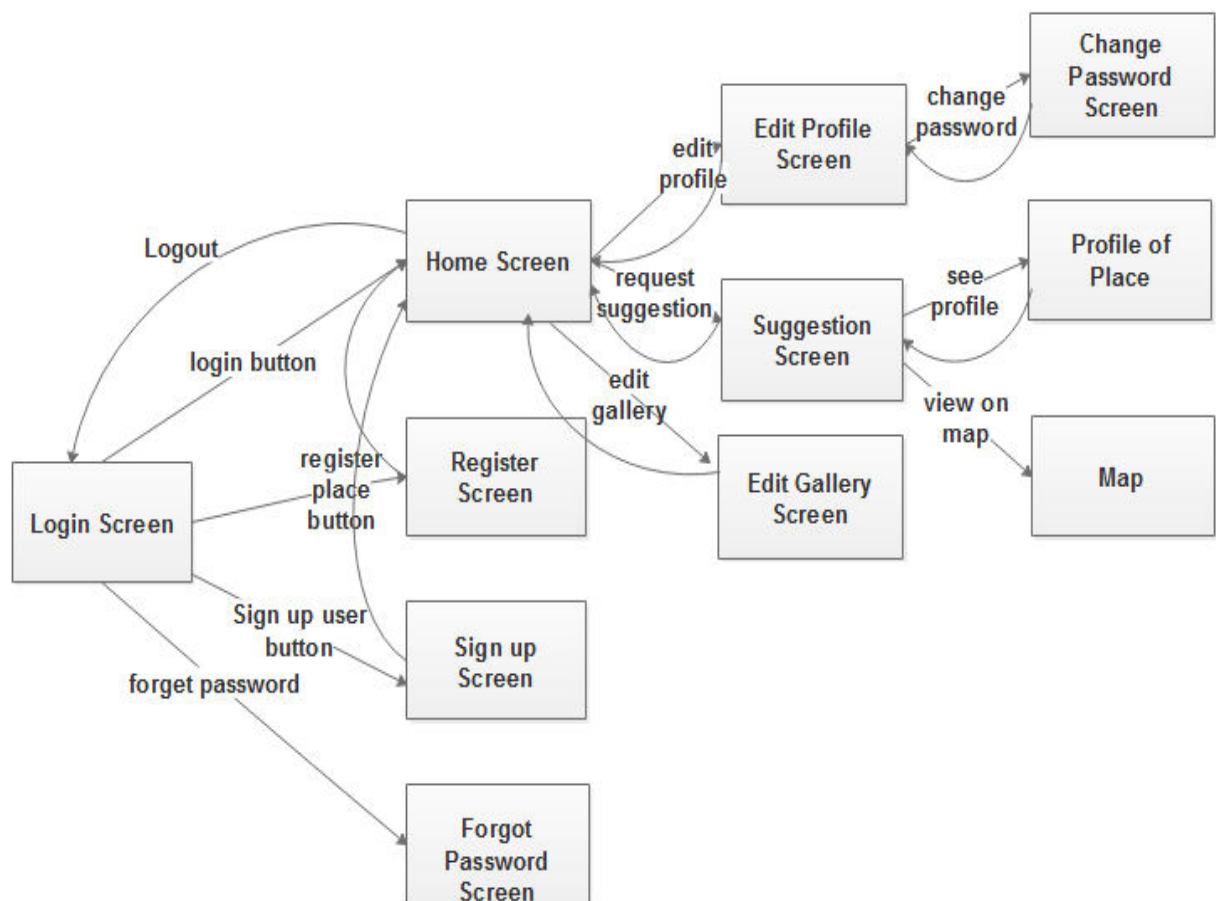 Change
Password
Screen
change
password
Edit Profile
Screen
edit
profile
Logout
Home Screen
request
suggestion
see
profile
Profile of
Place
Suggestion
Screen
login button
edit
gallery
view on
map
Map
register
place
button
Register
Screen
Edit Gallery
Screen
Login Screen
Sign up user
button
Sign up
Screen
forget password
Forgot
Password
Screen